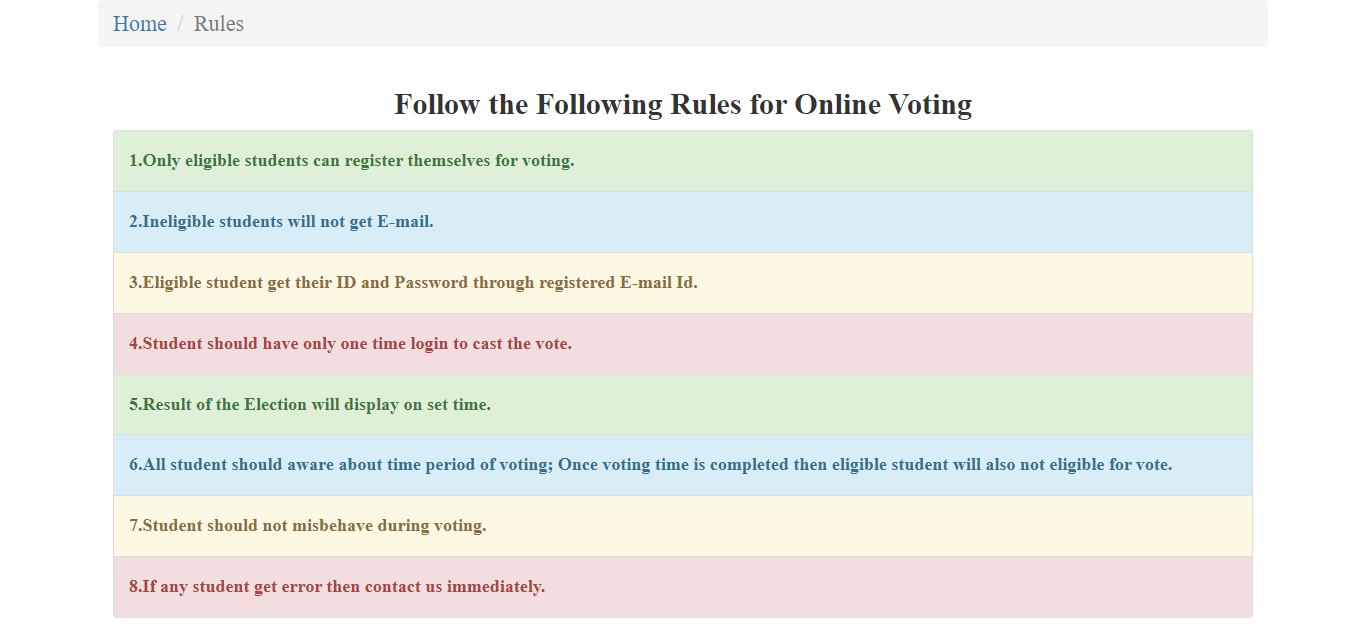 Home / Rules
Follow the Following Rules for Online Voting
1.Only eligible students can register themselves for voting.
2.Ineligible students will not get E-mail.
3.Eligible student get their ID and Password through registered E-mail Id.
4.Student should have only one time login to cast the vote.
5.Result of the Election will display on set time.
6.All student should aware about time period of voting; Once voting time is completed then eligible student will also not eligible for vote.
7.Student should not misbehave during voting.
8.If any student get error then contact us immediately.